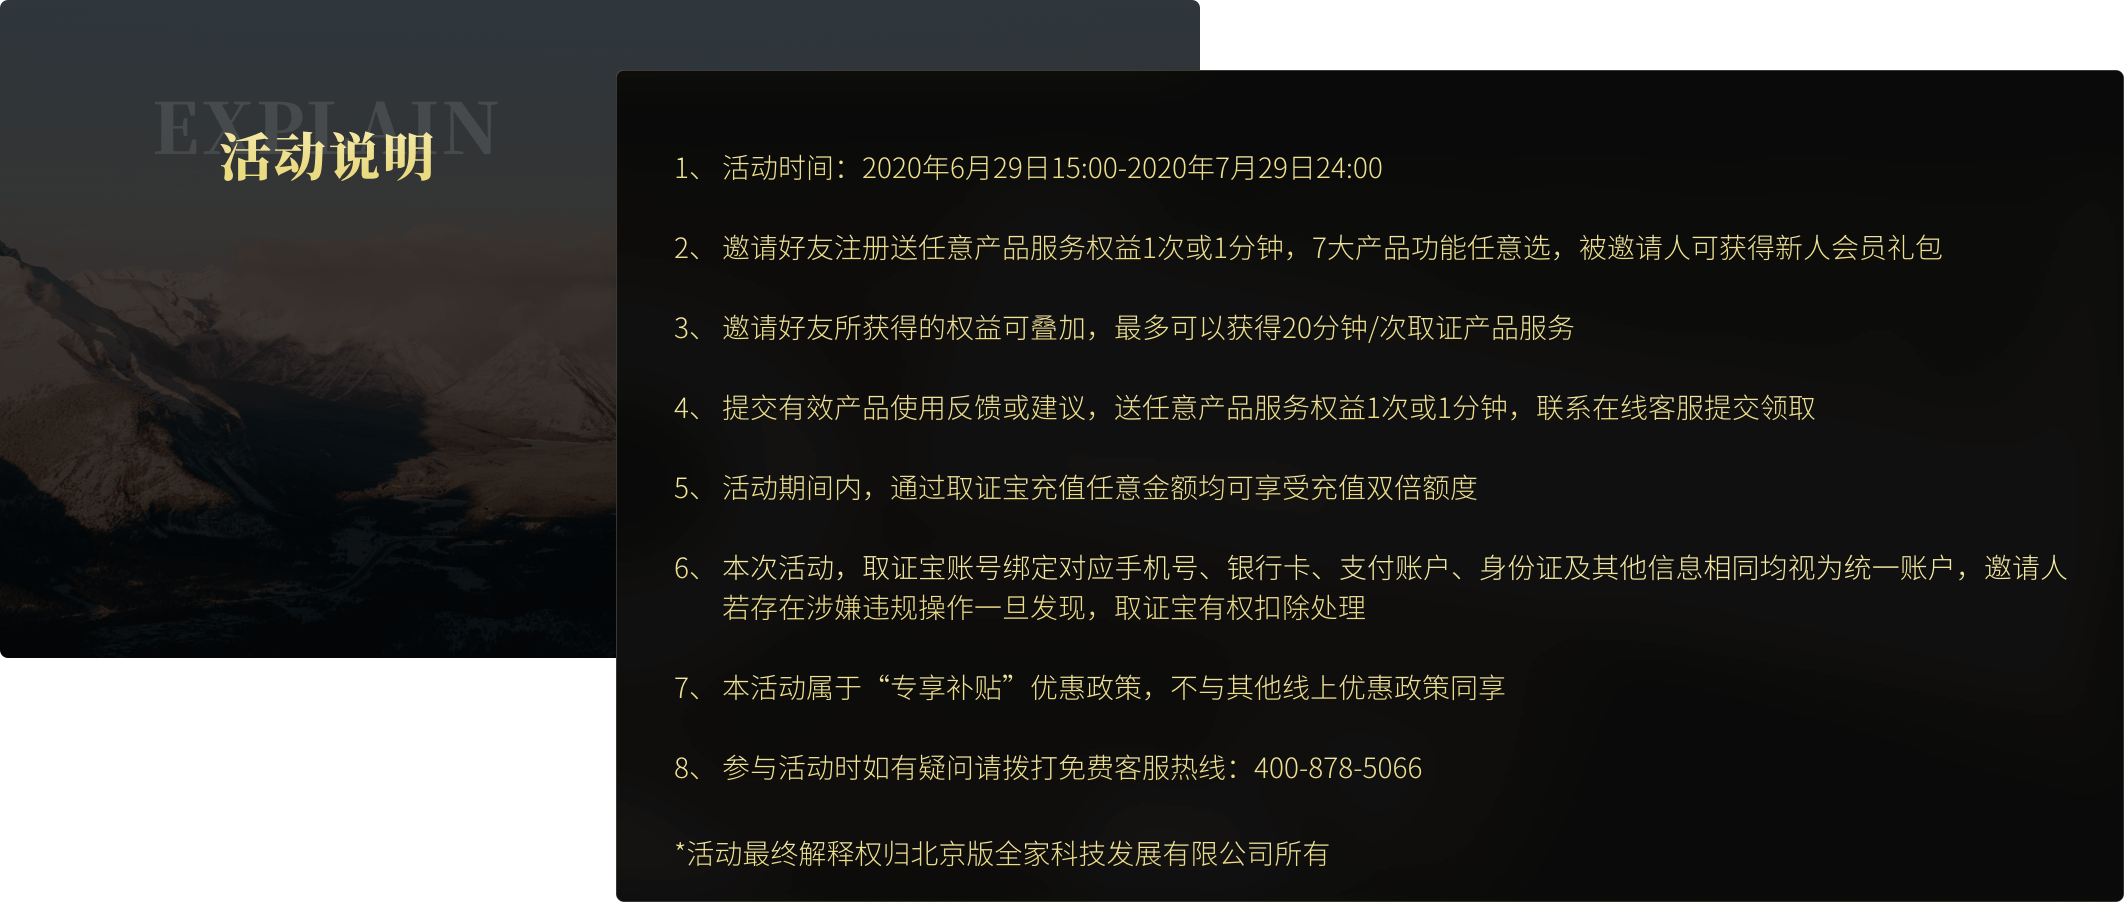 EXPLAIN
活动说明
1、 活动时间：2020年6月29日15:00-2020年7月29日24:00
2、 邀请好友注册送任意产品服务权益1次或1分钟，7大产品功能任意选，被邀请人可获得新人会员礼包
3、 邀请好友所获得的权益可叠加，最多可以获得20分钟/次取证产品服务
4、 提交有效产品使用反馈或建议，送任意产品服务权益1次或1分钟，联系在线客服提交领取
5、 活动期间内，通过取证宝充值任意金额均可享受充值双倍额度
6、 本次活动，取证宝账号绑定对应手机号、银行卡、支付账户、身份证及其他信息相同均视为统一账户，邀请人
若存在涉嫌违规操作一旦发现，取证宝有权扣除处理
7、 本活动属于“专享补贴”优惠政策，不与其他线上优惠政策同享
8、 参与活动时如有疑问请拨打免费客服热线：400-878-5066
*活动最终解释权归北京版全家科技发展有限公司所有